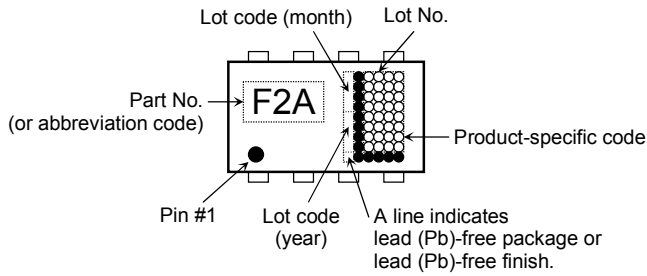 Lot code (month)
Lot No.
Part No.
(or abbreviation code)
F2A
Product-specific code
Pin #1
Lot code
(year)
A line indicates
lead (Pb)-free package or
lead (Pb)-free finish.